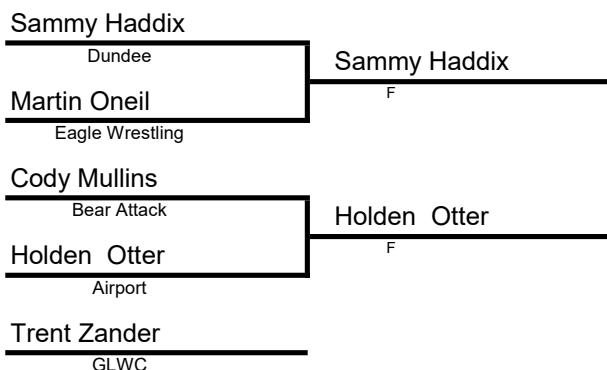 Sammy Haddix
Dundee
Sammy Haddix
F
Martin Oneil
Eagle Wrestling
Cody Mullins
Bear Attack
Holden  Otter
F
Holden  Otter
Airport
Trent Zander
GLWC